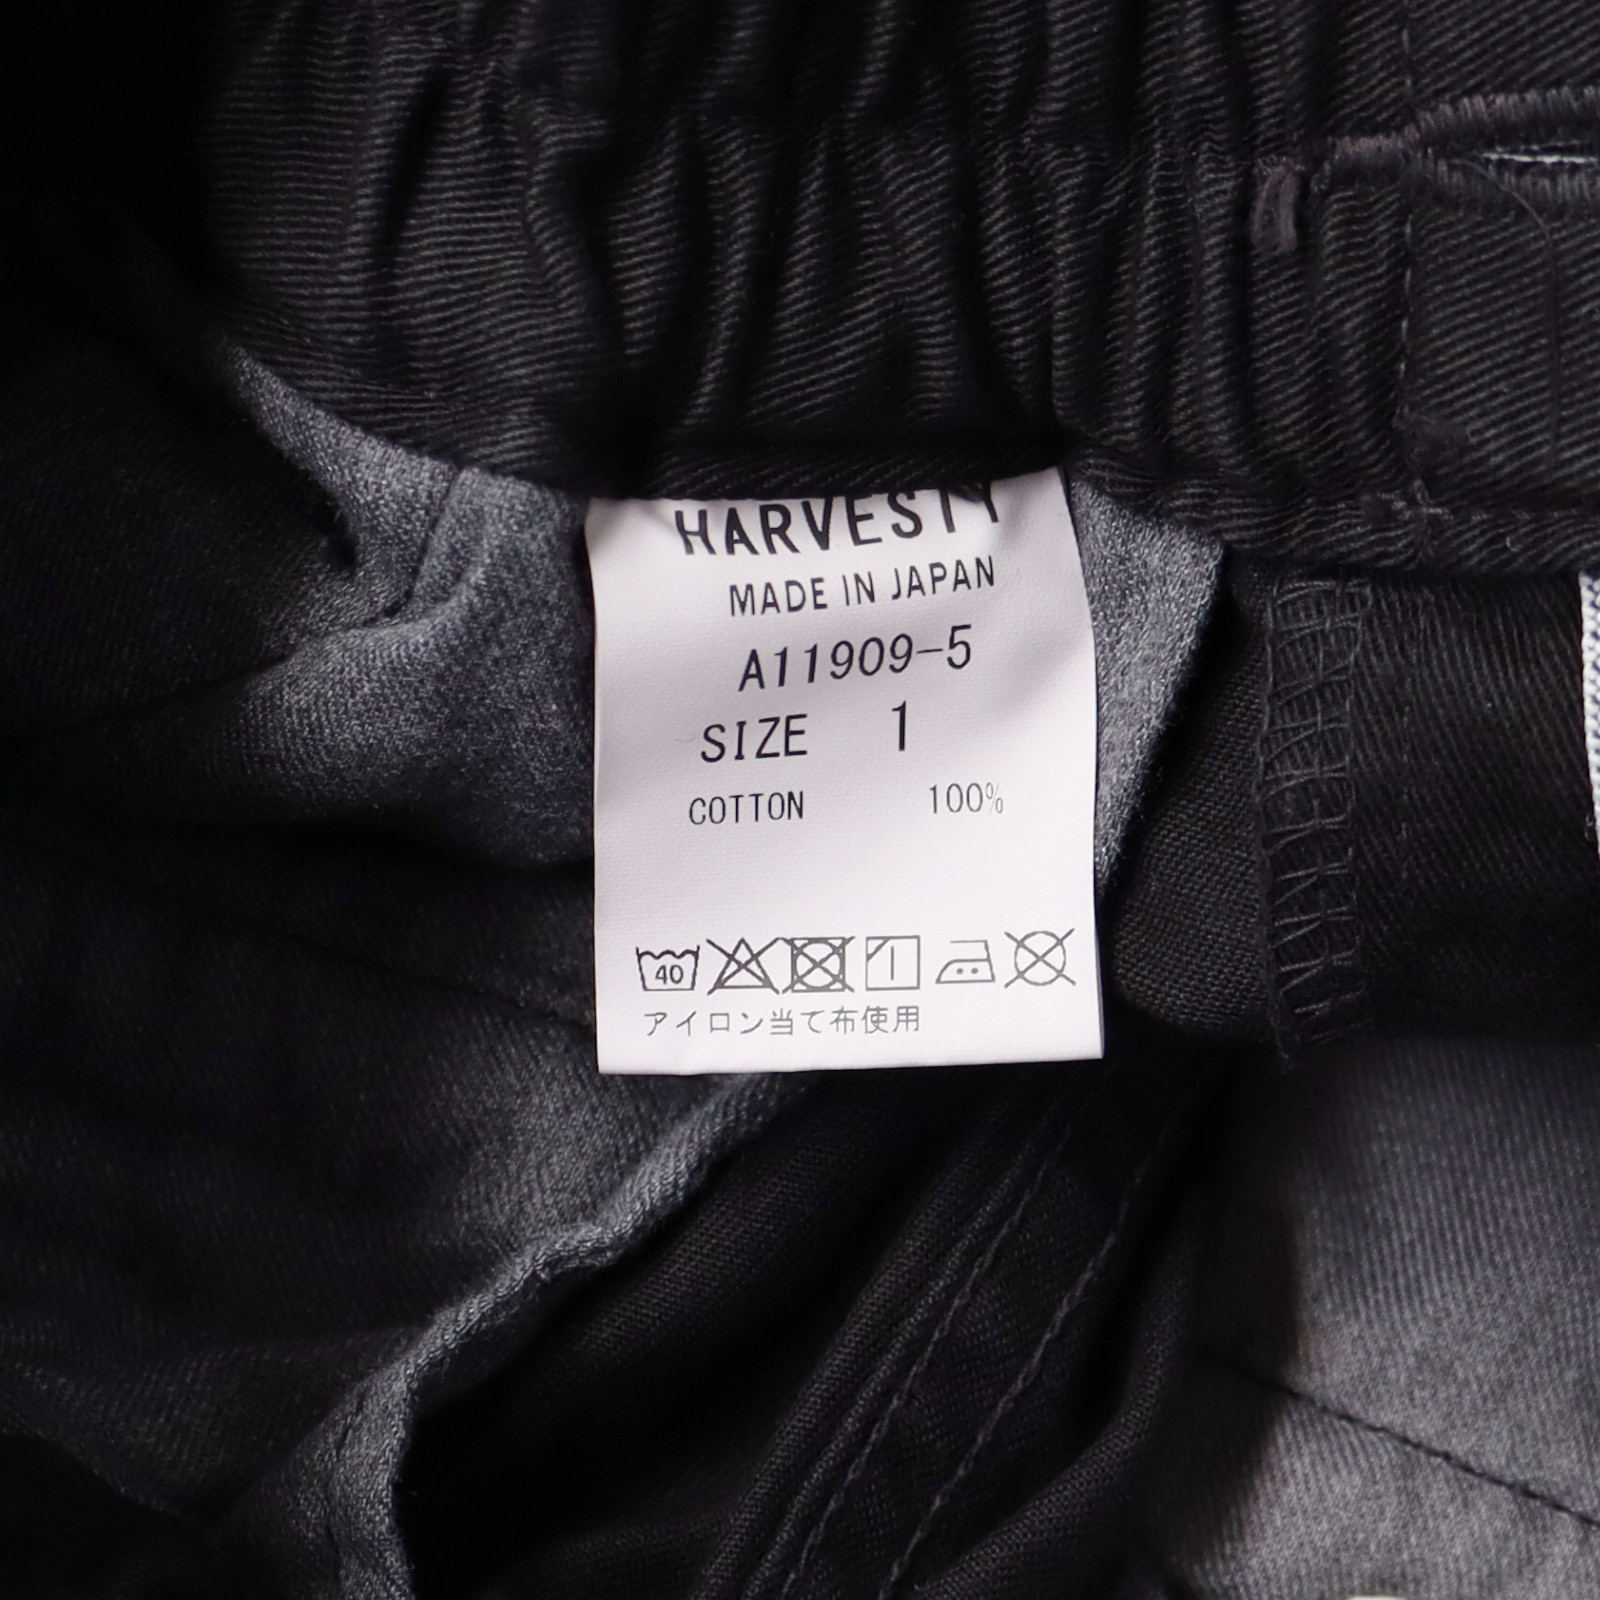 HARVESTY
MADE IN JAPAN
A11909-5
SIZE 1
COTTON 100%
40
アイロン当て布使用